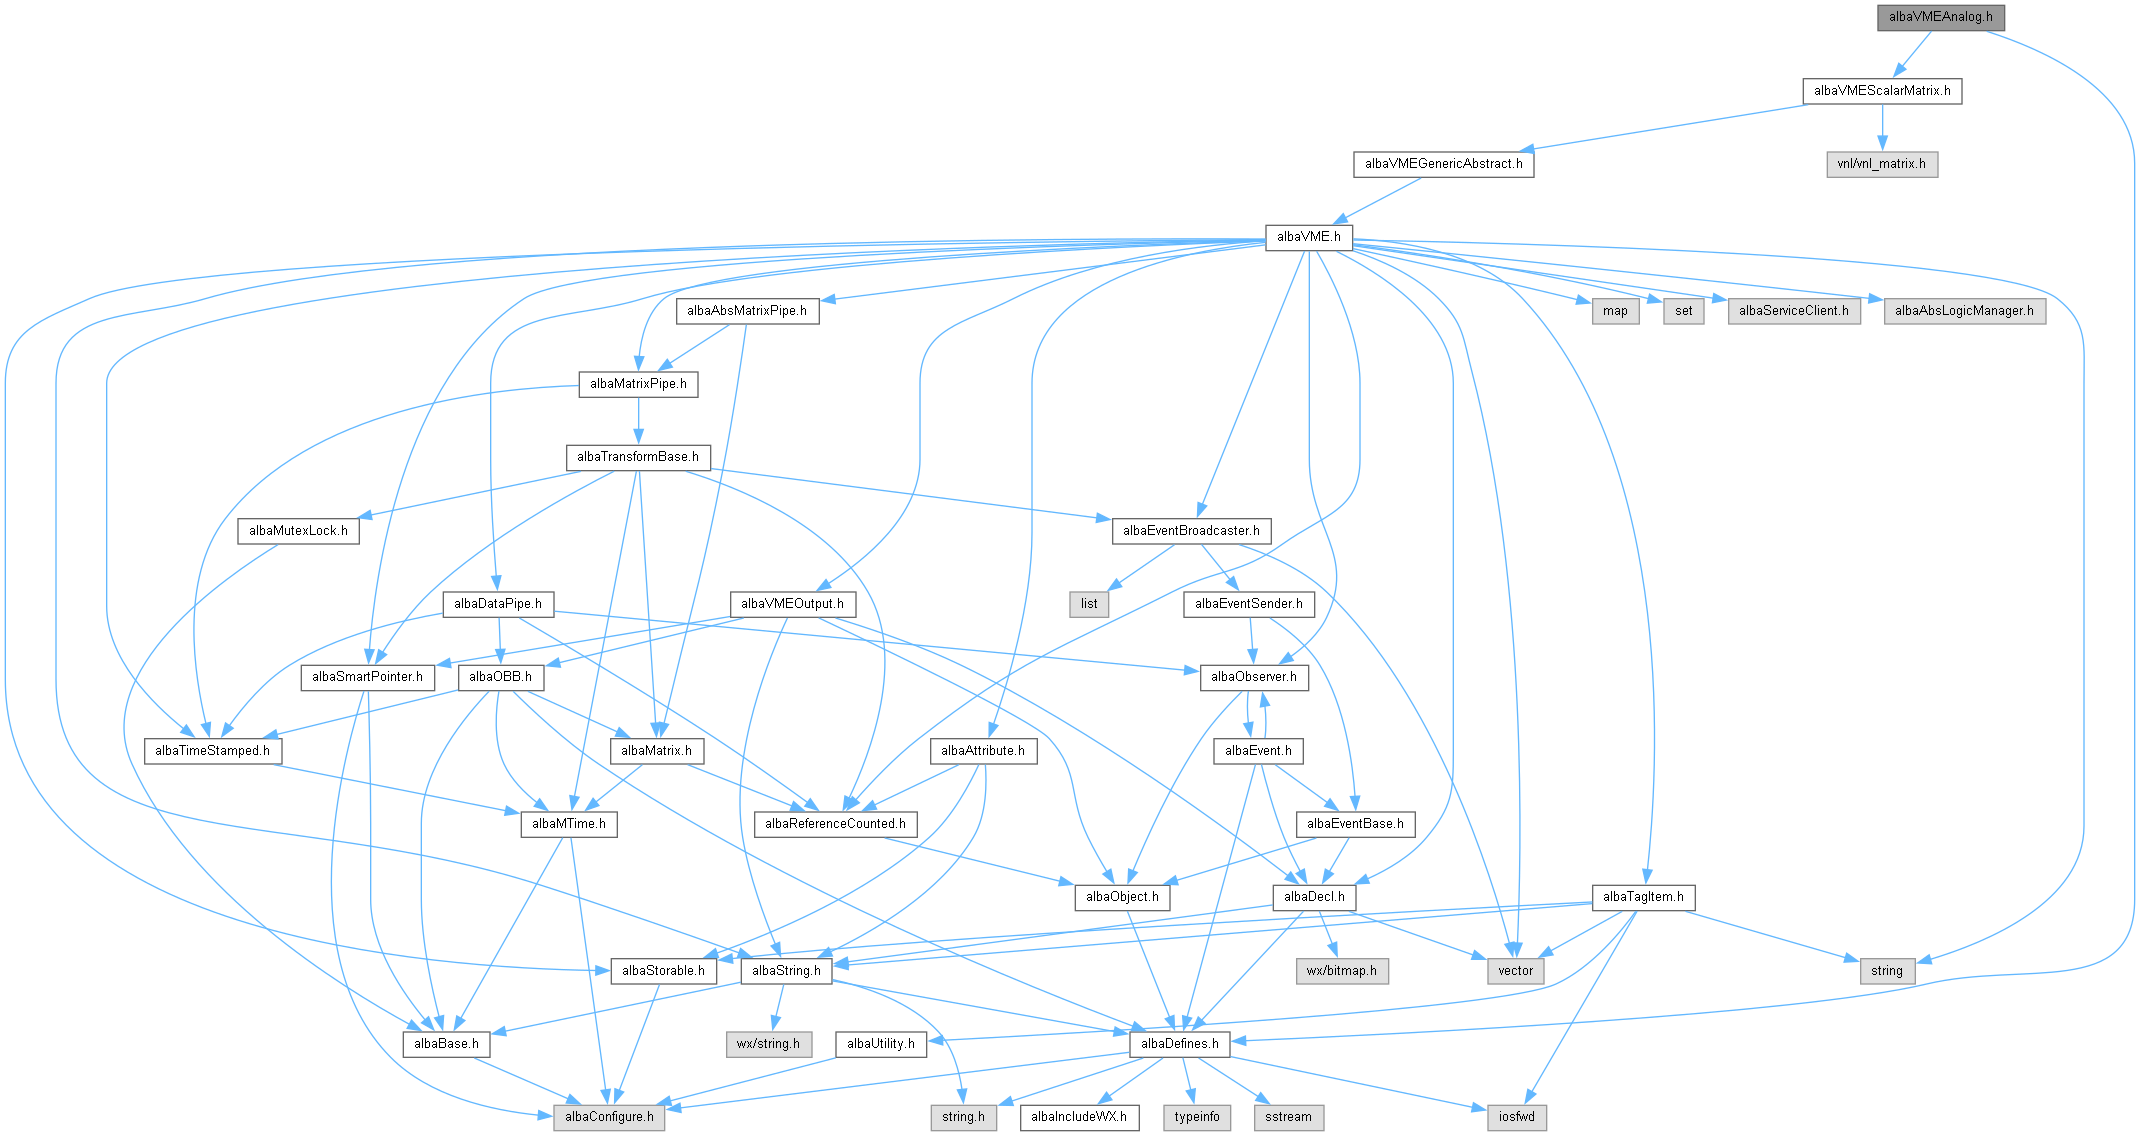 albaVMEAnalog.h
albaVMEScalarMatrix.h
albaVMEGenericAbstract.h
vnl/vnl_matrix.h
albaVME.h
albaAbsMatrixPipe.h
map
set
albaServiceClient.h
albaAbsLogicManager.h
albaMatrixPipe.h
albaTransformBase.h
albaMutexLock.h
albaEventBroadcaster.h
albaDataPipe.h
albaVMEOutput.h
list
albaEventSender.h
albaSmartPointer.h
albaOBB.h
albaObserver.h
albaTimeStamped.h
albaMatrix.h
albaAttribute.h
albaEvent.h
albaMTime.h
albaReferenceCounted.h
albaEventBase.h
albaObject.h
albaDecl.h
albaTagItem.h
albaStorable.h
albaString.h
wx/bitmap.h
vector
string
albaBase.h
wx/string.h
albaUtility.h
albaDefines.h
albaConfigure.h
string.h
albaIncludeWX.h
typeinfo
sstream
iosfwd